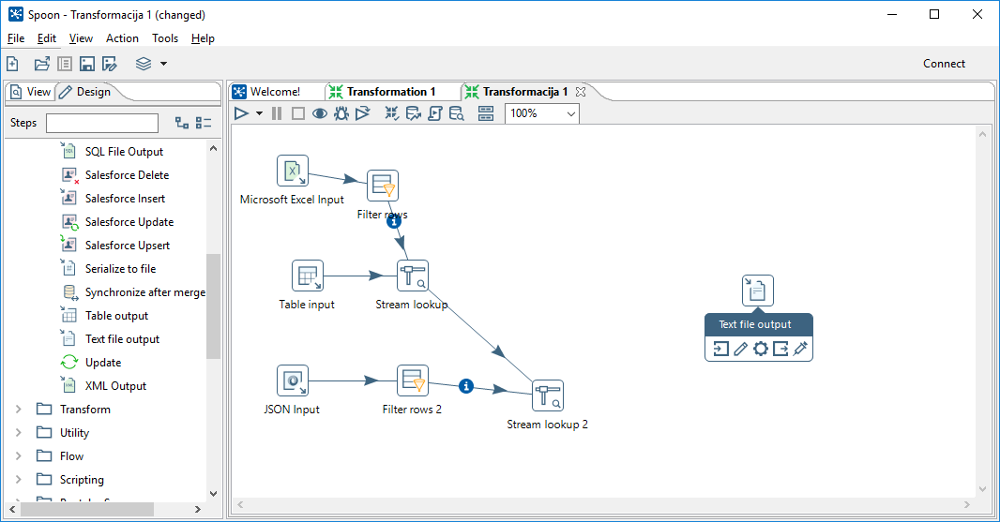 Spoon - Transformacija 1 (changed)
File Edit View Action Tools Help
Connect
View Design
Welcome! Transformation 1 Transformacija 1
Steps
100%
SQL File Output
Salesforce Delete
Salesforce Insert
Salesforce Update
Salesforce Upsert
Serialize to file
Synchronize after merge
Table output
Text file output
Update
XML Output
Transform
Utility
Flow
Scripting
Microsoft Excel Input
Filter rows
Table input
Stream lookup
JSON Input
Filter rows 2
Stream lookup 2
Text file output